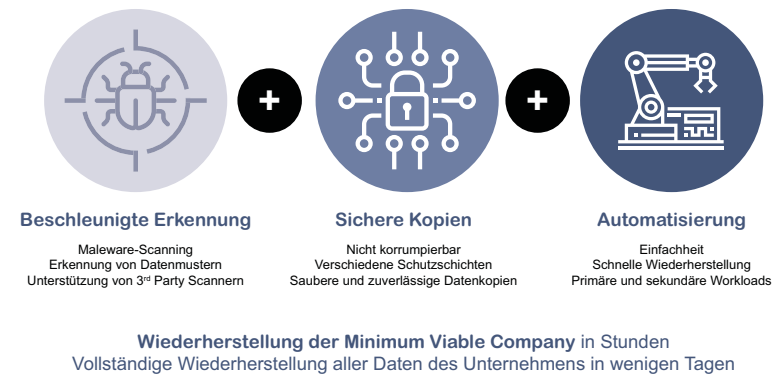 +
+
Beschleunigte Erkennung
Maleware-Scanning
Erkennung von Datenmustern
Unterstützung von 3rd Party Scannern
Sichere Kopien
Nicht korrumpierbar
Verschiedene Schutzschichten
Saubere und zuverlässige Datenkopien
Automatisierung
Einfachheit
Schnelle Wiederherstellung
Primäre und sekundäre Workloads
Wiederherstellung der Minimum Viable Company in Stunden
Vollständige Wiederherstellung aller Daten des Unternehmens in wenigen Tagen